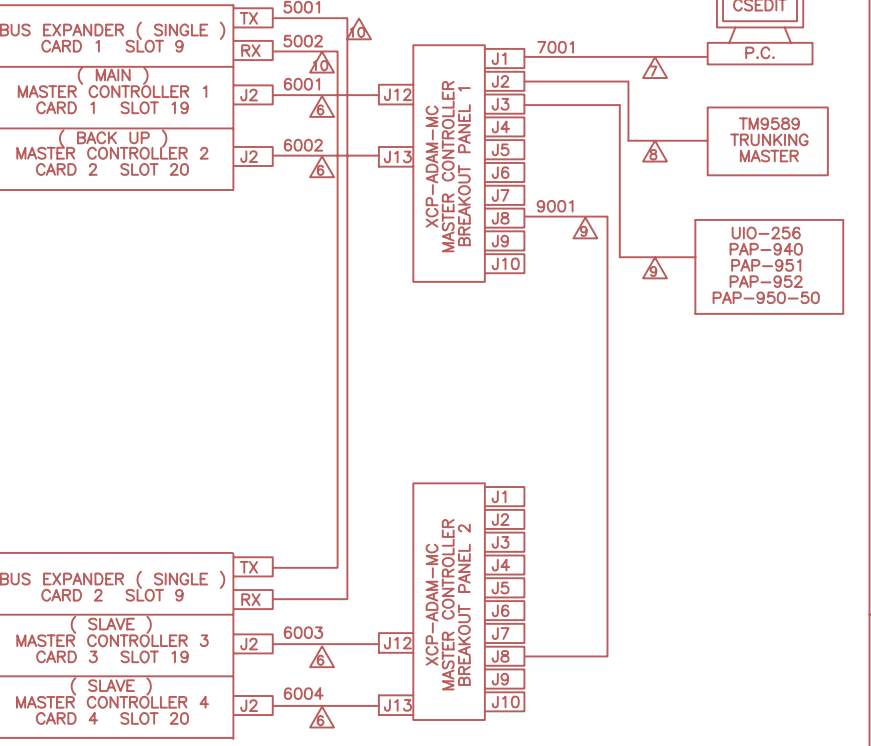 5001
TX
BUS EXPANDER ( SINGLE )
CARD 1 SLOT 9
10
5002
RX
10
( MAIN )
MASTER CONTROLLER 1
CARD 1 SLOT 19
J2
6001
6
J12
( BACK UP )
MASTER CONTROLLER 2
CARD 2 SLOT 20
J2
6002
6
J13
XCP-ADAM-MC
MASTER CONTROLLER
BREAKOUT PANEL 1
J1
J2
J3
J4
J5
J6
J7
J8
J9
J10
7001
7
CSEDIT
P.C.
8
TM9589
TRUNKING
MASTER
9001
9
9
UIO-256
PAP-940
PAP-951
PAP-952
PAP-950-50
TX
BUS EXPANDER ( SINGLE )
CARD 2 SLOT 9
RX
( SLAVE )
MASTER CONTROLLER 3
CARD 3 SLOT 19
J2
6003
6
J12
( SLAVE )
MASTER CONTROLLER 4
CARD 4 SLOT 20
J2
6004
6
J13
XCP-ADAM-MC
MASTER CONTROLLER
BREAKOUT PANEL 2
J1
J2
J3
J4
J5
J6
J7
J8
J9
J10